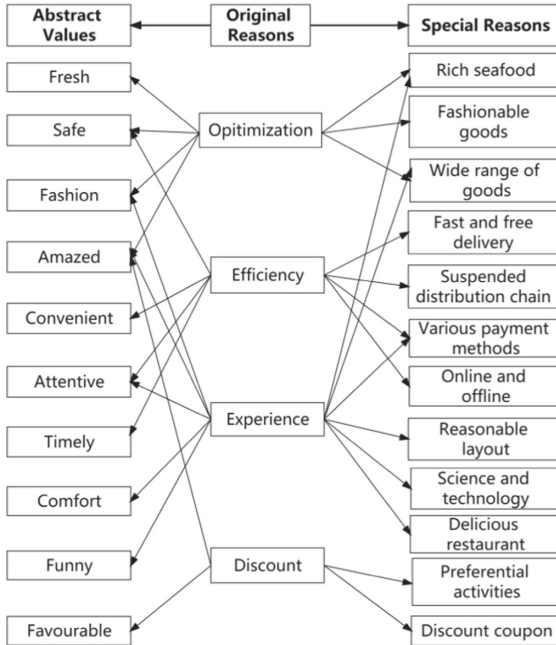 Abstract
Values
Original
Reasons
Special Reasons
Fresh
Safe
Fashion
Amazed
Convenient
Attentive
Timely
Comfort
Funny
Favourable
Opitimization
Efficiency
Experience
Discount
Rich seafood
Fashionable
goods
Wide range of
goods
Fast and free
delivery
Suspended
distribution chain
Various payment
methods
Online and
offline
Reasonable
layout
Science and
technology
Delicious
restaurant
Preferential
activities
Discount coupon